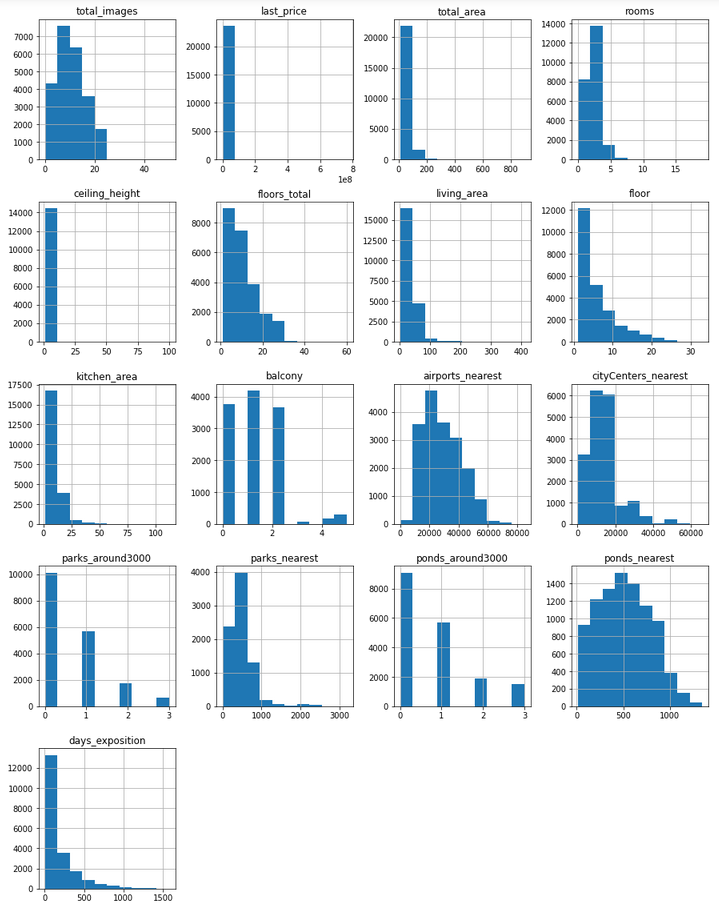 total_images last_price total_area rooms
7000 6000 5000 4000 3000 2000 1000 0
0 20 40
20000 15000 10000 5000 0
0 2 4 6 8
1e8
20000 15000 10000 5000 0
0 200 400 600 800
14000 12000 10000 8000 6000 4000 2000 0
0 5 10 15
ceiling_height floors_total living_area floor
14000 12000 10000 8000 6000 4000 2000 0
0 25 50 75 100
8000 6000 4000 2000 0
0 20 40 60
15000 12500 10000 7500 5000 2500 0
0 100 200 300 400
12000 10000 8000 6000 4000 2000 0
0 10 20 30
kitchen_area balcony airports_nearest cityCenters_nearest
17500 15000 12500 10000 7500 5000 2500 0
0 25 50 75 100
4000 3000 2000 1000 0
0 2 4
4000 3000 2000 1000 0
0 20000 40000 60000 80000
6000 5000 4000 3000 2000 1000 0
0 20000 40000 60000
parks_around3000 parks_nearest ponds_around3000 ponds_nearest
10000 8000 6000 4000 2000 0
0 1 2 3
4000 3000 2000 1000 0
0 1000 2000 3000
8000 6000 4000 2000 0
0 1 2 3
1400 1200 1000 800 600 400 200 0
0 500 1000
days_exposition
12000 10000 8000 6000 4000 2000 0
0 500 1000 1500